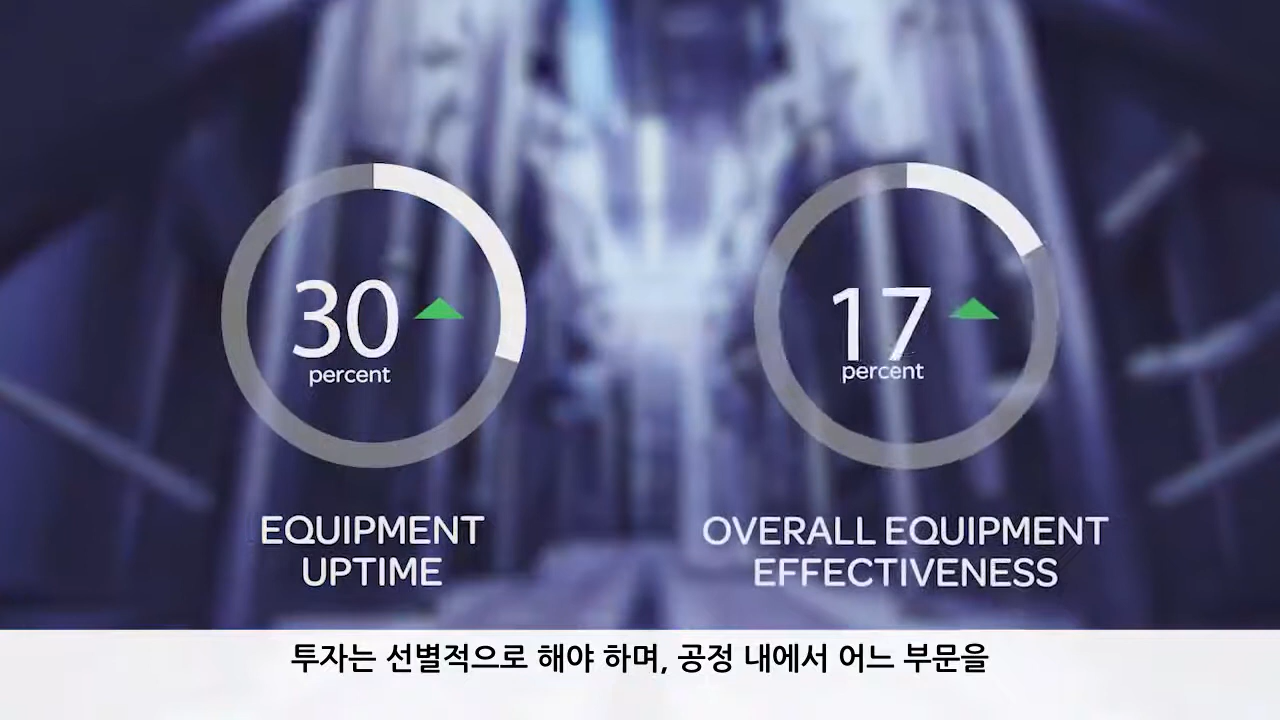 30
percent
EQUIPMENT
UPTIME
17
percent
OVERALL EQUIPMENT
EFFECTIVENESS
투자는 선별적으로 해야 하며, 공정 내에서 어느 부문을